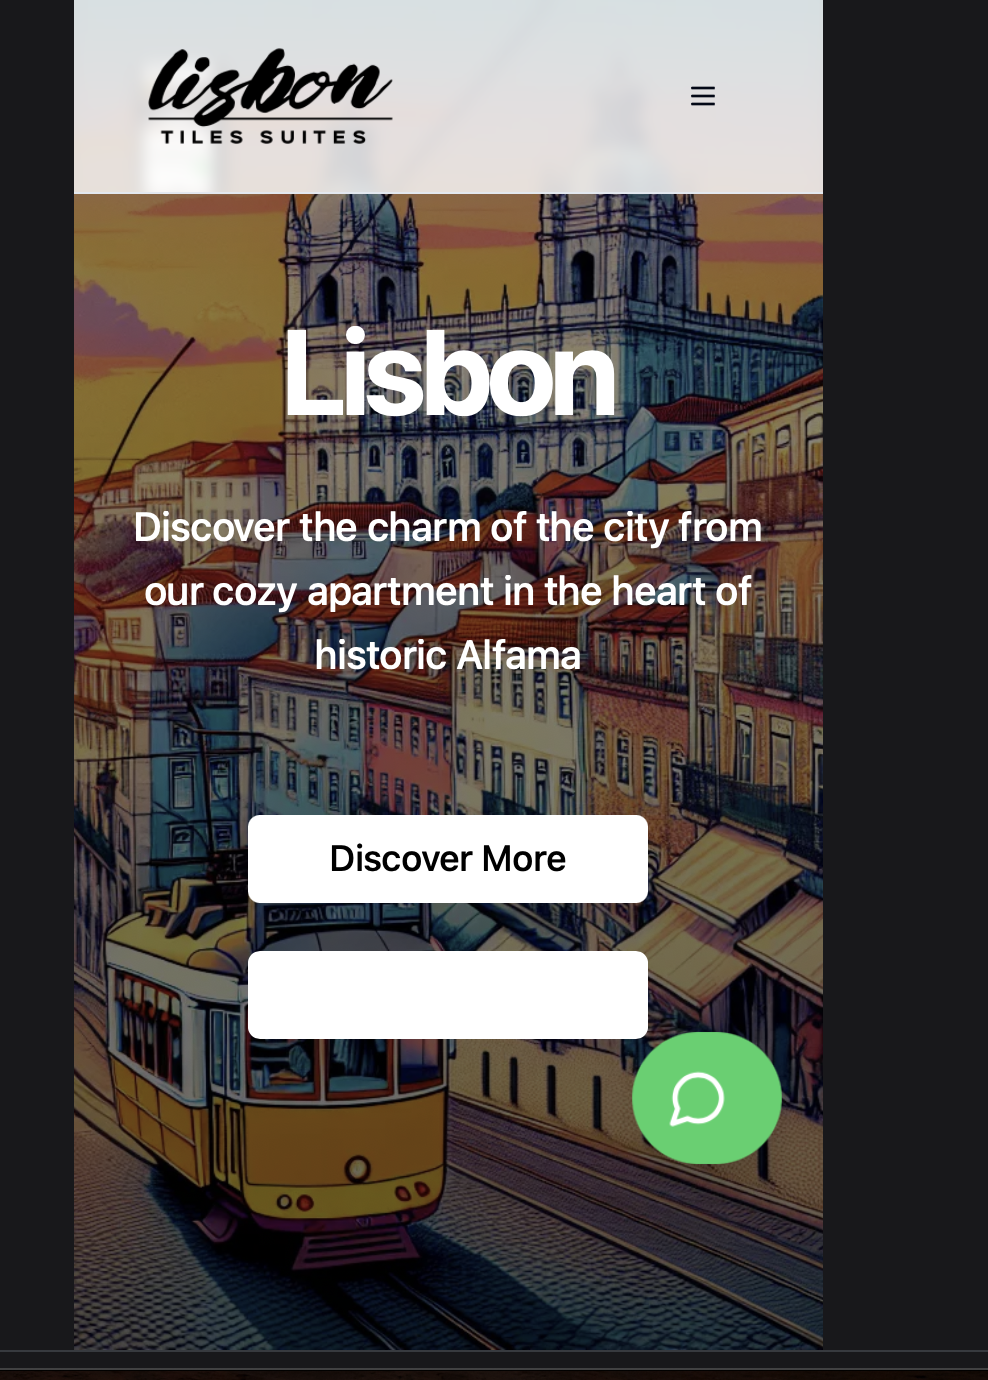 lisbon
TILES SUITES
Lisbon
Discover the charm of the city from
our cozy apartment in the heart of
historic Alfama
Discover More